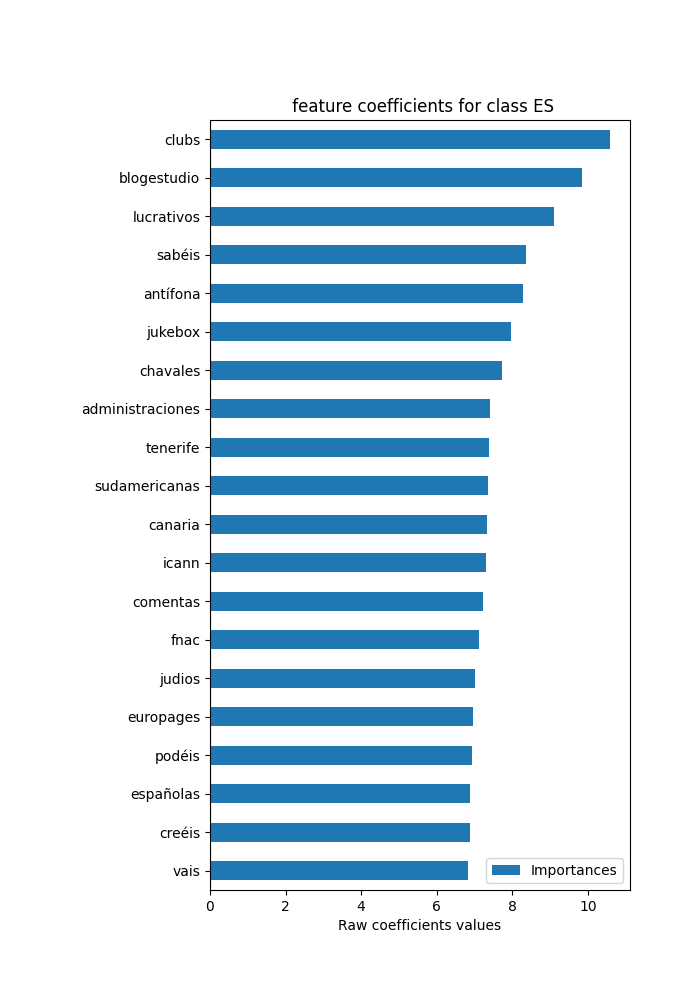 feature coefficients for class ES
clubs
blogestudio
lucrativos
sabéis
antífona
jukebox
chavales
administraciones
tenerife
sudamericanas
canaria
icann
comentas
fnac
judios
europages
podéis
españolas
creéis
vais
Importances
0 2 4 6 8 10
Raw coefficients values